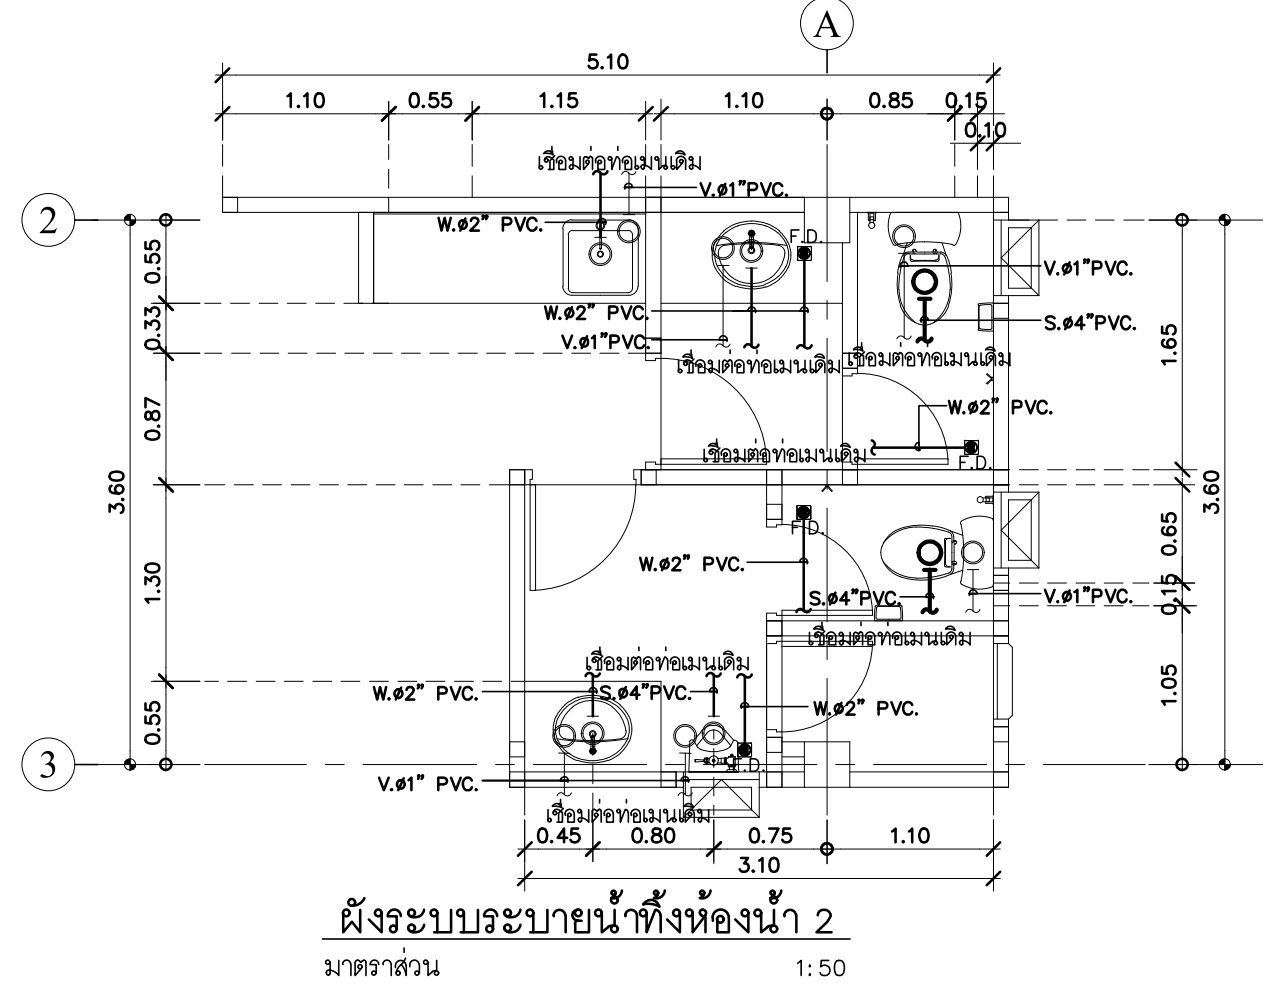 A
5.10
1.10 0.55 1.15 1.10 0.85 0.15
0.10
เชื่อมต่อท่อเมนเดิม
V.ø1"PVC.
2
W.ø2" PVC.
F.D.
0.55
V.ø1"PVC.
W.ø2" PVC.
S.ø4"PVC.
0.33
V.ø1"PVC.
เชื่อมต่อท่อเมนเดิม
เชื่อมต่อท่อเมนเดิม
1.65
0.87
W.ø2" PVC.
เชื่อมต่อท่อเมนเดิม
F.D.
3.60
3.60
F.D.
0.65
W.ø2" PVC.
1.30
S.ø4"PVC.
V.ø1"PVC.
0.15
เชื่อมต่อท่อเมนเดิม
เชื่อมต่อท่อเมนเดิม
W.ø2" PVC.
S.ø4"PVC.
W.ø2" PVC.
1.05
0.55
3
F.D.
V.ø1" PVC.
เชื่อมต่อท่อเมนเดิม
0.45 0.80 0.75 1.10
3.10
ผังระบบระบายน้ำทิ้งห้องน้ำ 2
มาตราส่วน 1:50